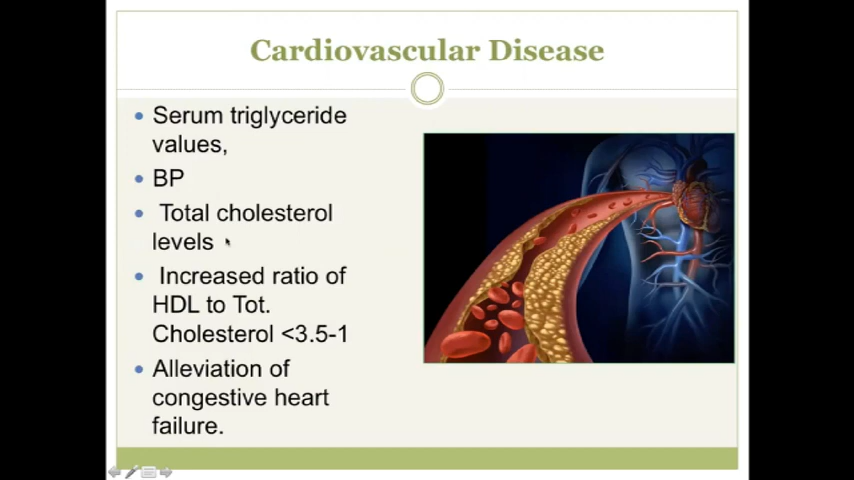 Cardiovascular Disease
Serum triglyceride
values,
BP
Total cholesterol
levels
Increased ratio of
HDL to Tot.
Cholesterol <3.5-1
Alleviation of
congestive heart
failure.